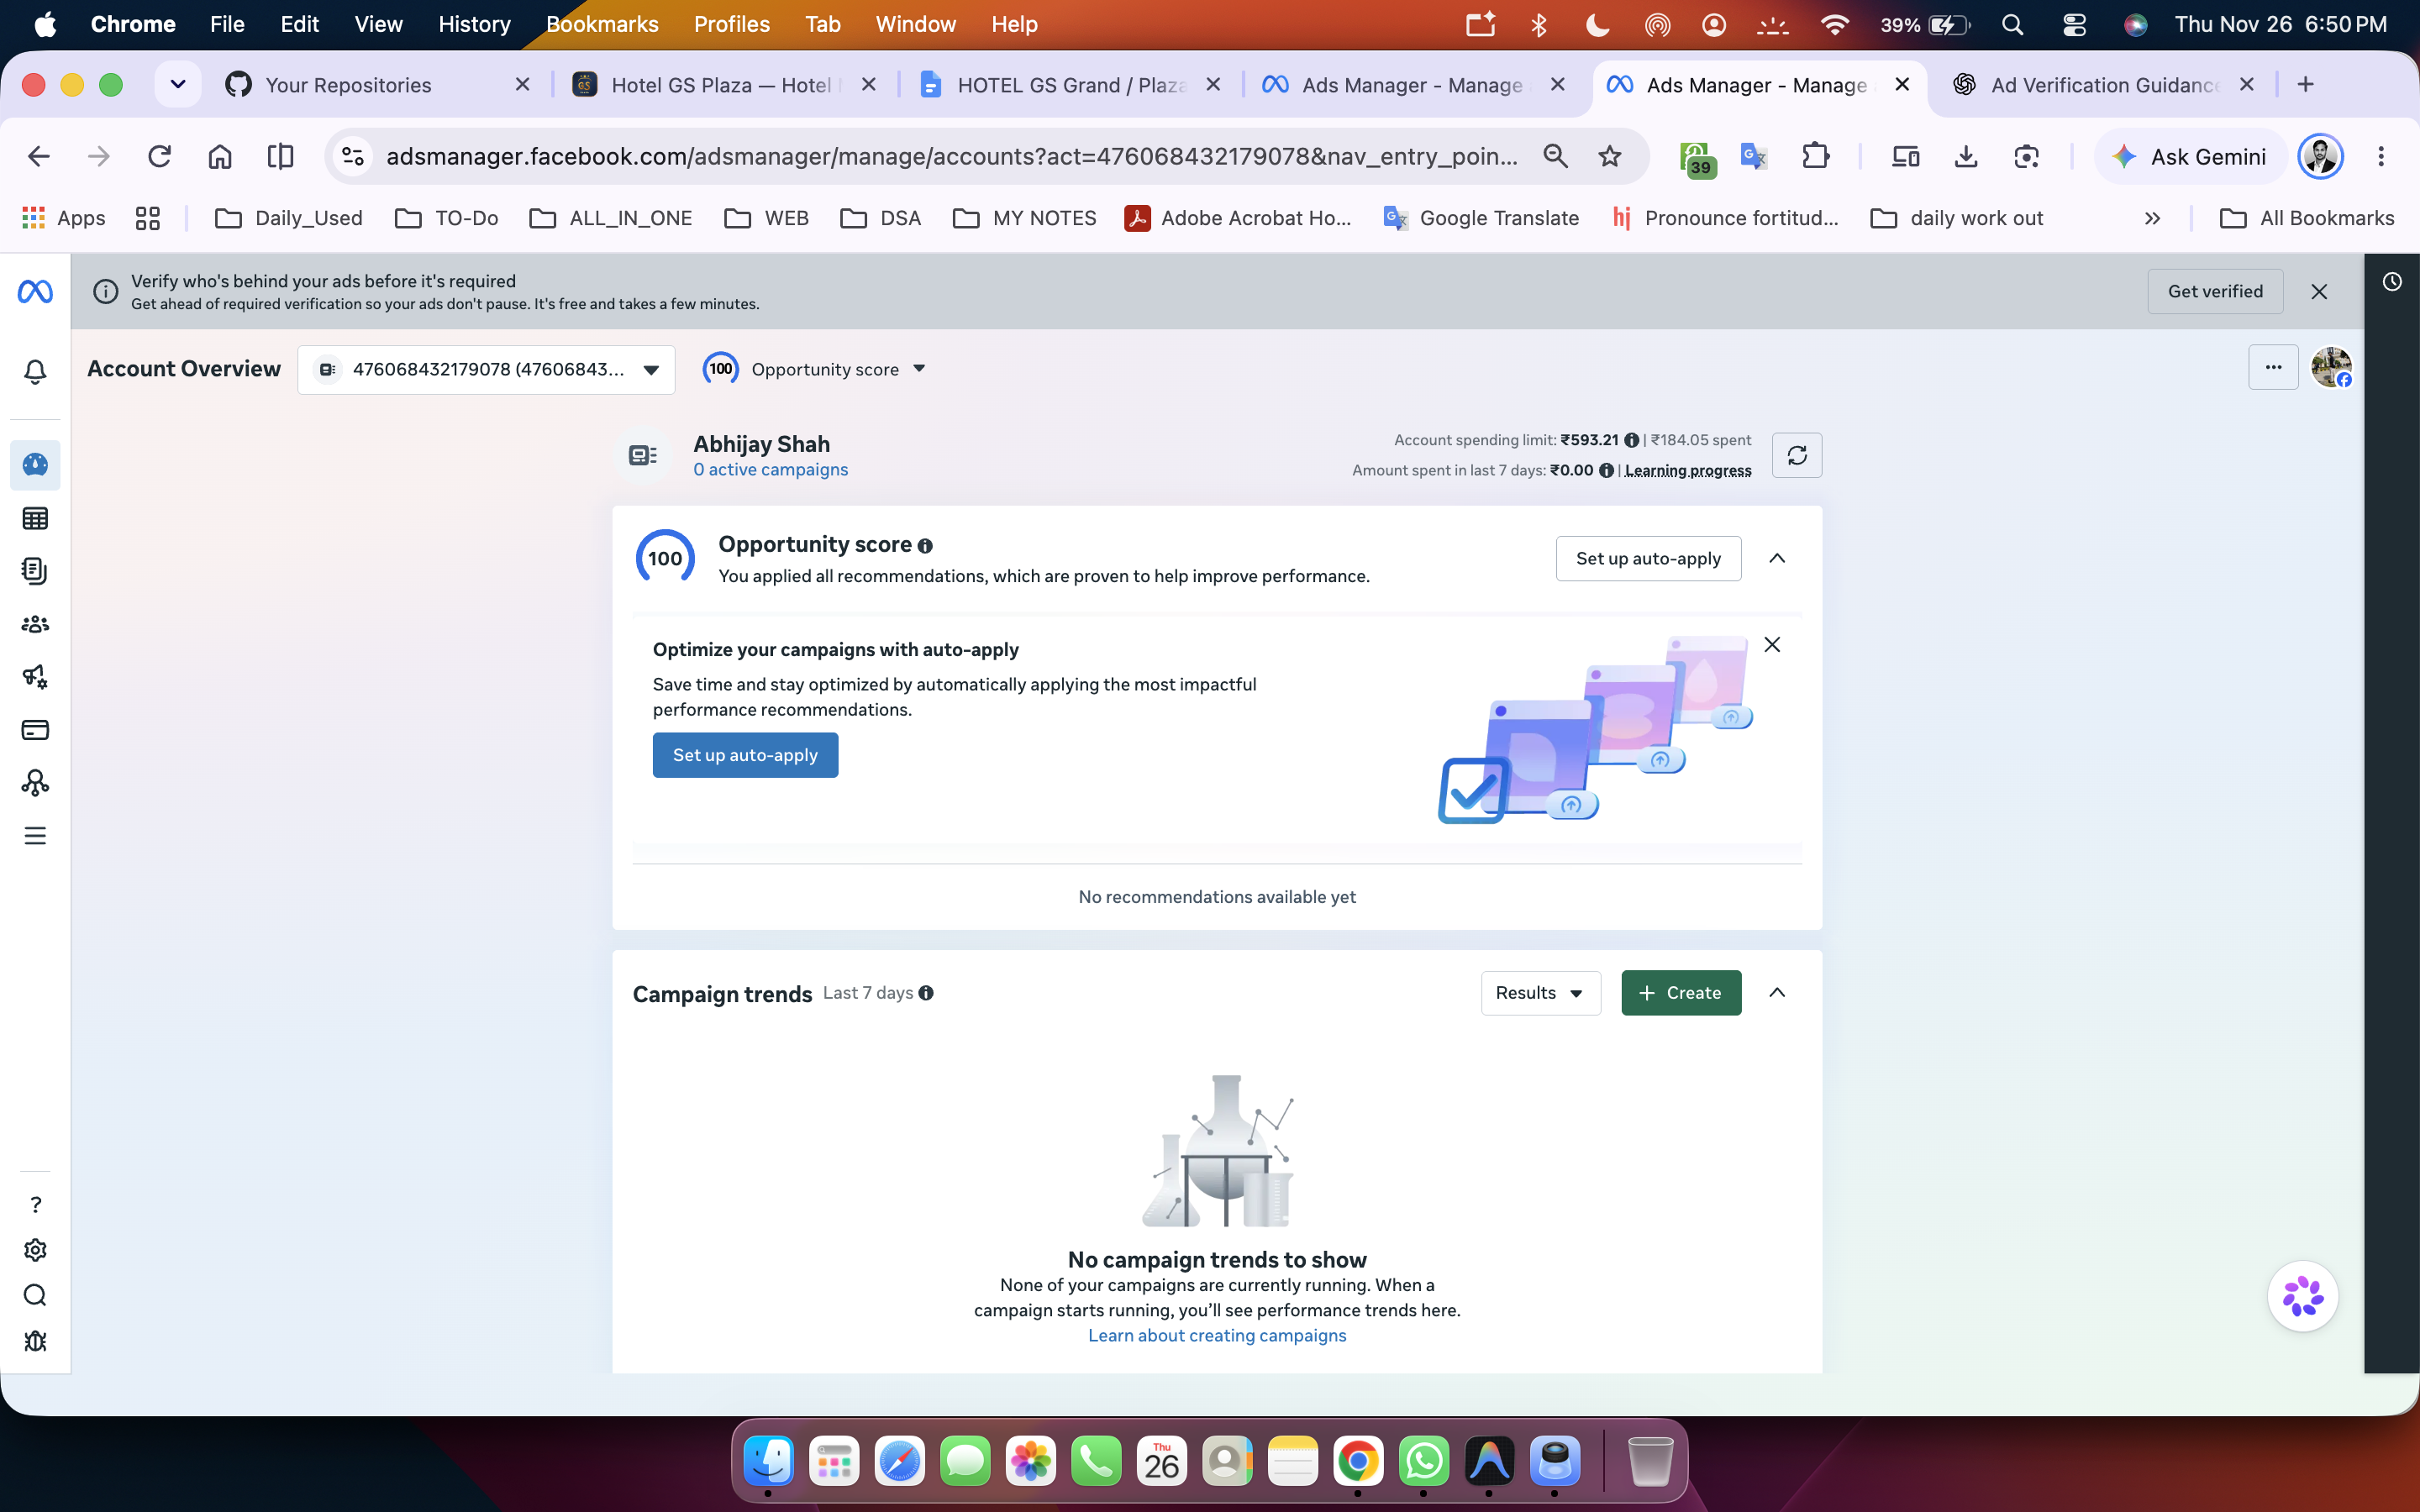 Chrome File Edit View History Bookmarks Profiles Tab Window Help 39% Thu Nov 26 6:50 PM
Your Repositories Hotel GS Plaza — Hotel HOTEL GS Grand / Plaza Ads Manager - Manage Ads Manager - Manage Ad Verification Guidance
adsmanager.facebook.com/adsmanager/manage/accounts?act=476068432179078&nav_entry_poin... 39 Ask Gemini
Apps Daily_Used TO-Do ALL_IN_ONE WEB DSA MY NOTES Adobe Acrobat Ho... Google Translate Pronounce fortitud... daily work out » All Bookmarks
Verify who's behind your ads before it's required
Get ahead of required verification so your ads don't pause. It's free and takes a few minutes.
Get verified
Account Overview 476068432179078 (47606843... 100 Opportunity score ...
Abhijay Shah
0 active campaigns
Account spending limit: ₹593.21 | ₹184.05 spent
Amount spent in last 7 days: ₹0.00 | Learning progress
100 Opportunity score
You applied all recommendations, which are proven to help improve performance.
Set up auto-apply
Optimize your campaigns with auto-apply
Save time and stay optimized by automatically applying the most impactful
performance recommendations.
Set up auto-apply
No recommendations available yet
Campaign trends Last 7 days Results + Create
No campaign trends to show
None of your campaigns are currently running. When a
campaign starts running, you'll see performance trends here.
Learn about creating campaigns
?
Thu
26